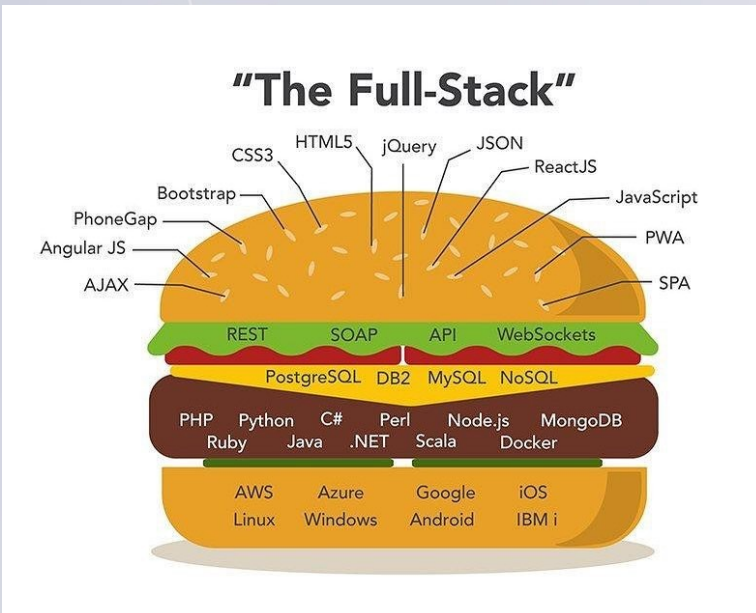 “The Full-Stack”
HTML5
jQuery
JSON
CSS3
ReactJS
Bootstrap
JavaScript
PhoneGap
PWA
Angular JS
AJAX
SPA
REST SOAP API WebSockets
PostgreSQL DB2 MySQL NoSQL
PHP Python C# Perl Node.js MongoDB
Ruby Java .NET Scala Docker
AWS Azure Google iOS
Linux Windows Android IBM i